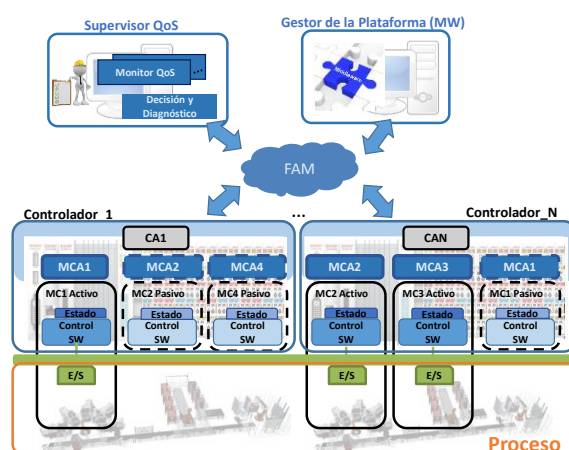 Supervisor QoS
Gestor de la Plataforma (MW)
Monitor QoS
...
Decisión y
Diagnóstico
Middleware
FAM
Controlador_1
...
Controlador_N
CA1
CAN
MCA1
MCA2
MCA4
MCA2
MCA3
MCA1
MC1 Activo
MC2 Pasivo
MC4 Pasivo
MC2 Activo
MC3 Activo
MC1 Pasivo
Estado
Estado
Estado
Estado
Estado
Estado
Control
SW
Control
SW
Control
SW
Control
SW
Control
SW
Control
SW
E/S
E/S
E/S
Proceso